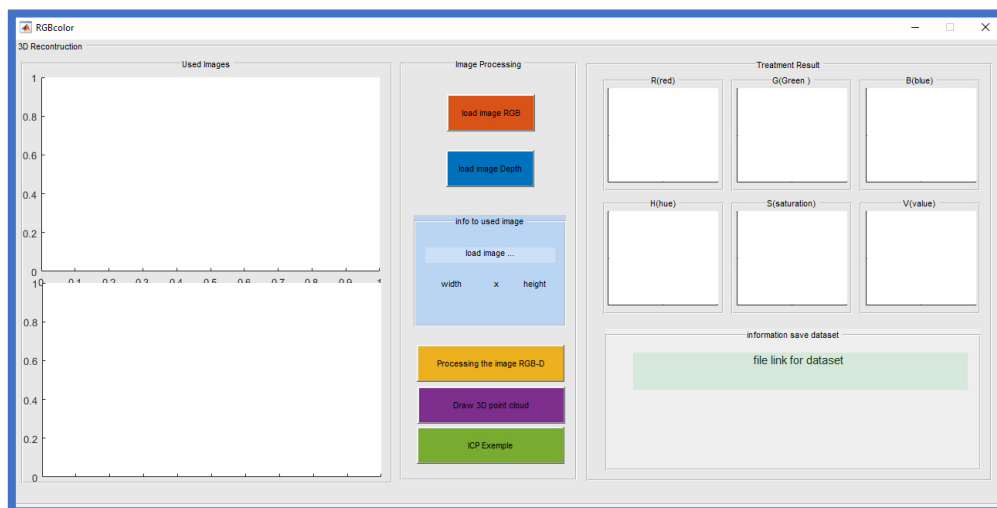 RGBcolor
3D Recontruction
Used Images
1
0.8
0.6
0.4
0.2
0
0 0.1 0.2 0.3 0.4 0.5 0.6 0.7 0.8 0.9 1
1
0.8
0.6
0.4
0.2
0
Image Processing
load image RGB
load image Depth
info to used image
load image ...
width x height
Processing the image RGB-D
Draw 3D point cloud
ICP Exemple
Treatment Result
R(red) G(Green ) B(blue)
H(hue) S(saturation) V(value)
information save dataset
file link for dataset